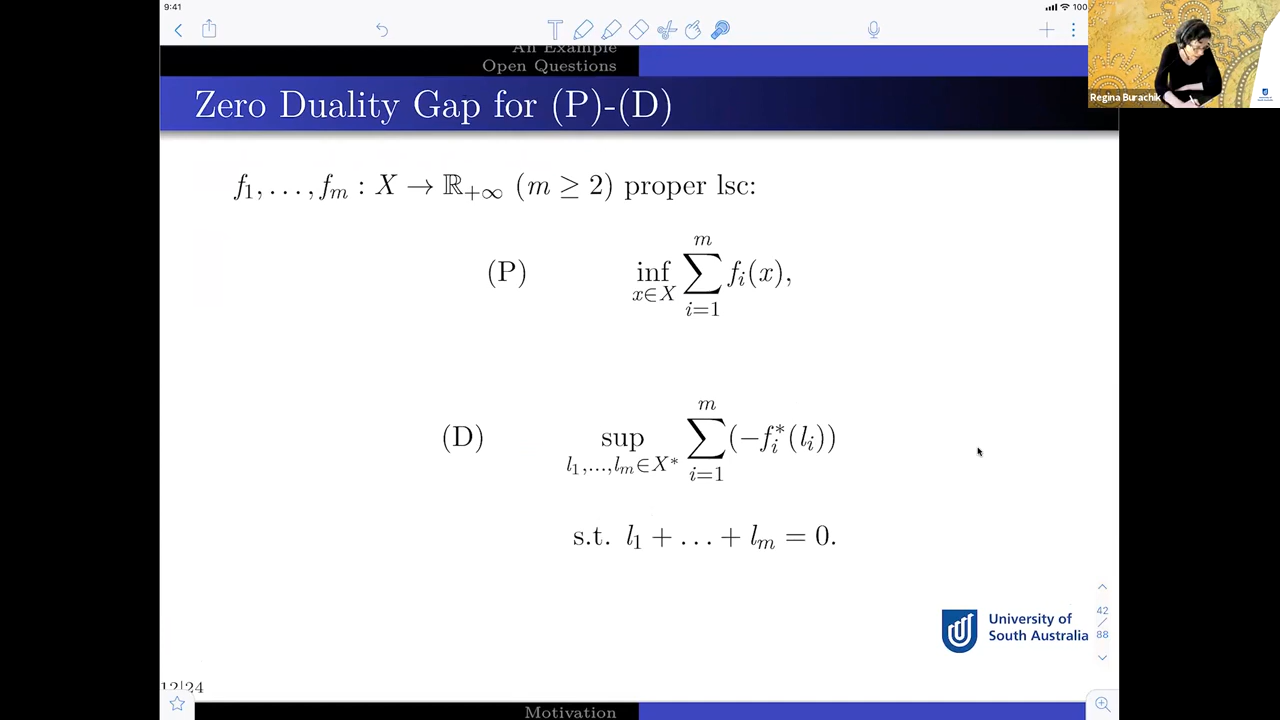 9:41
100
An Example
Open Questions
Regina Burachik
Zero Duality Gap for (P)-(D)
f₁, …, fₘ : X → ℝ₊∞ (m ≥ 2) proper lsc:
(P) inf_{x∈X} ∑_{i=1}^{m} fᵢ(x),
(D) sup_{l₁,…,lₘ∈X*} ∑_{i=1}^{m} (−fᵢ*(lᵢ))
s.t. l₁ + … + lₘ = 0.
University of
South Australia
42
/
88
12|24
Motivation